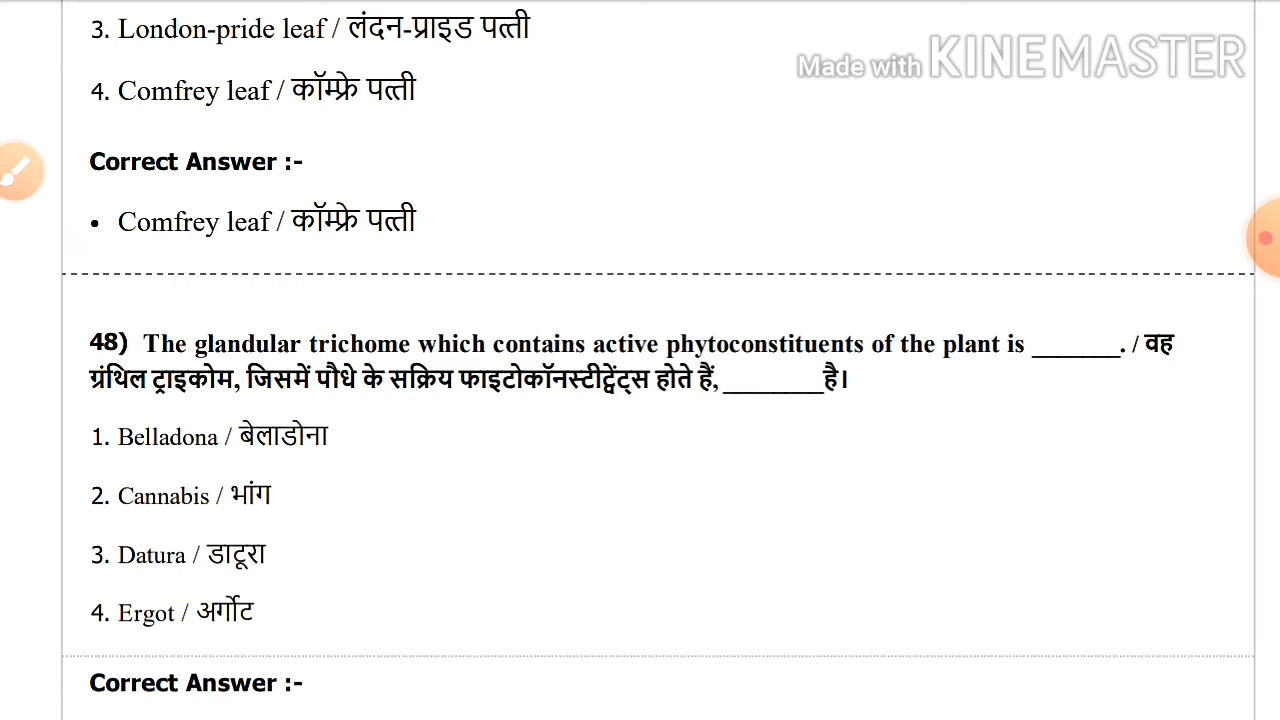 3. London-pride leaf / लंदन-प्राइड पत्ती
Made with KINEMASTER
4. Comfrey leaf / कॉम्फ्रे पत्ती
Correct Answer :-
• Comfrey leaf / कॉम्फ्रे पत्ती
48) The glandular trichome which contains active phytoconstituents of the plant is _______. / वह
ग्रंथिल ट्राइकोम, जिसमें पौधे के सक्रिय फाइटोकॉनस्टीट्वेंट्स होते हैं, ________है।
1. Belladona / बेलाडोना
2. Cannabis / भांग
3. Datura / डाटूरा
4. Ergot / अर्गोट
Correct Answer :-